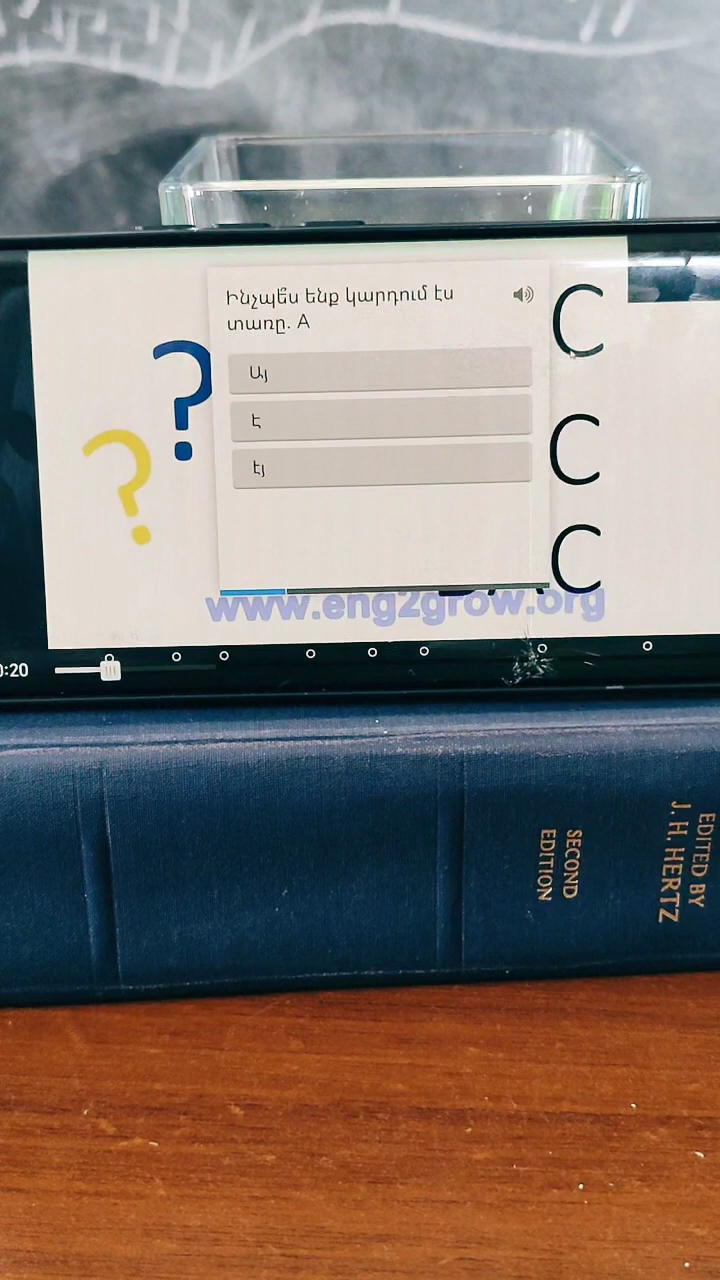 Ինչպե՞ս ենք կարդում էս
տառը. A
Այ
Է
էյ
C
C
C
www.eng2grow.org
0:20
EDITED BY
J. H. HERTZ
SECOND
EDITION